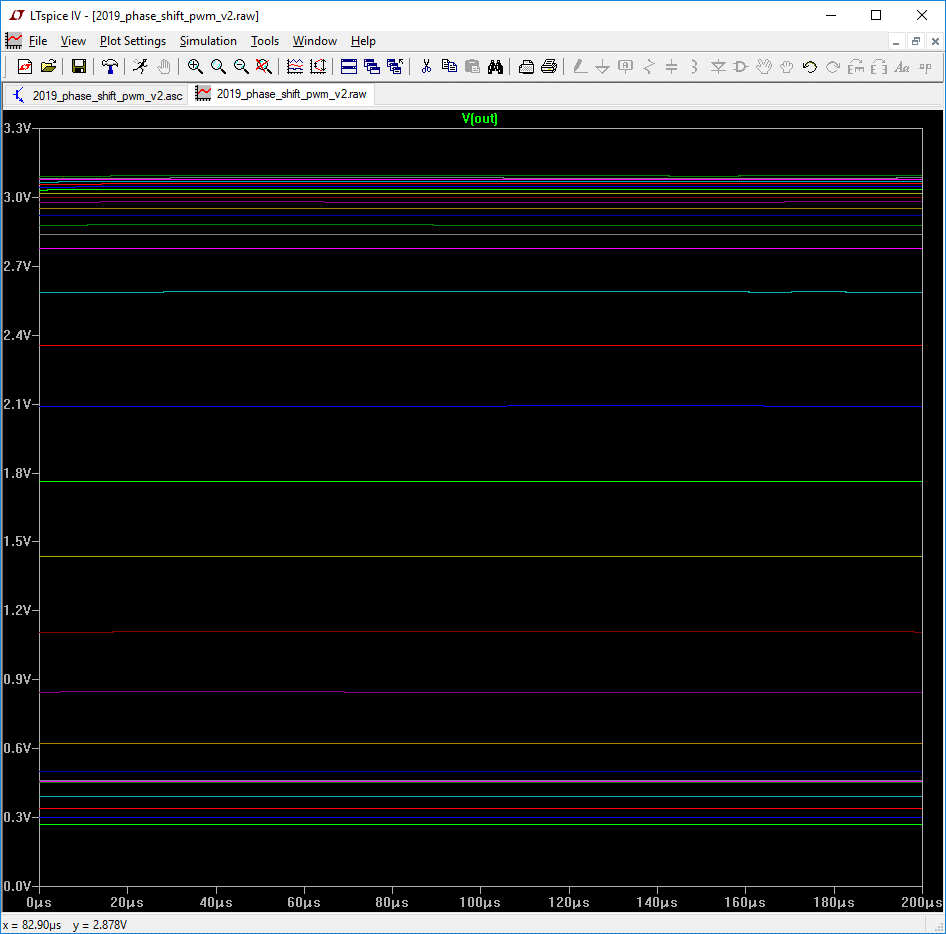 LTspice IV - [2019_phase_shift_pwm_v2.raw]
File View Plot Settings Simulation Tools Window Help
2019_phase_shift_pwm_v2.asc 2019_phase_shift_pwm_v2.raw
V(out)
3.3V
3.0V
2.7V
2.4V
2.1V
1.8V
1.5V
1.2V
0.9V
0.6V
0.3V
0.0V
0µs 20µs 40µs 60µs 80µs 100µs 120µs 140µs 160µs 180µs 200µs
x = 82.90µs y = 2.878V